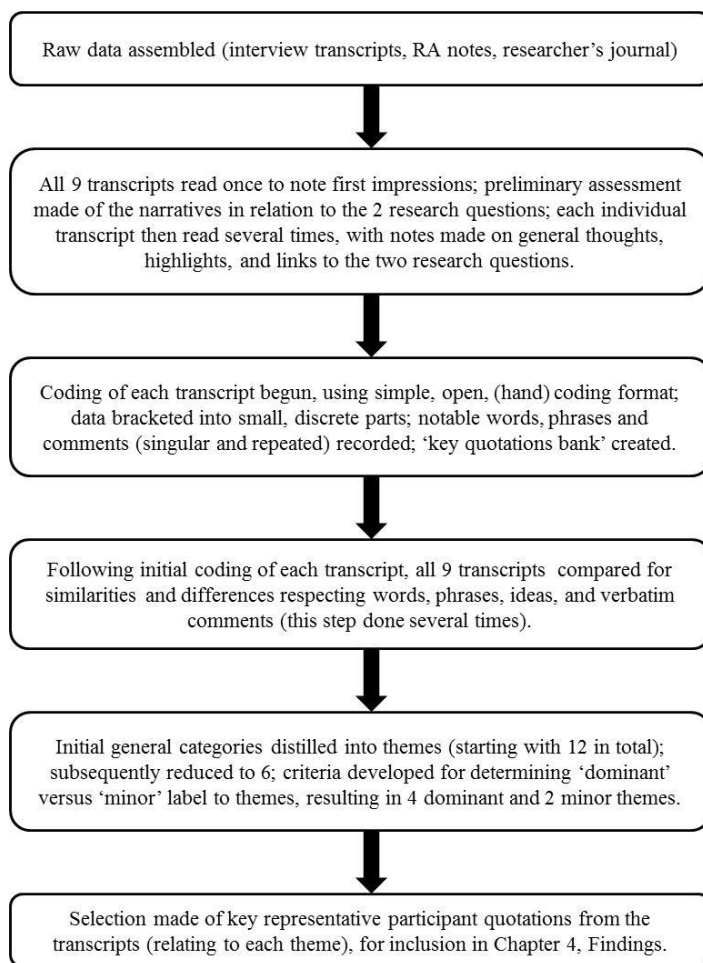 Raw data assembled (interview transcripts, RA notes, researcher’s journal)
All 9 transcripts read once to note first impressions; preliminary assessment
made of the narratives in relation to the 2 research questions; each individual
transcript then read several times, with notes made on general thoughts,
highlights, and links to the two research questions.
Coding of each transcript begun, using simple, open, (hand) coding format;
data bracketed into small, discrete parts; notable words, phrases and
comments (singular and repeated) recorded; ‘key quotations bank’ created.
Following initial coding of each transcript, all 9 transcripts compared for
similarities and differences respecting words, phrases, ideas, and verbatim
comments (this step done several times).
Initial general categories distilled into themes (starting with 12 in total);
subsequently reduced to 6; criteria developed for determining ‘dominant’
versus ‘minor’ label to themes, resulting in 4 dominant and 2 minor themes.
Selection made of key representative participant quotations from the
transcripts (relating to each theme), for inclusion in Chapter 4, Findings.